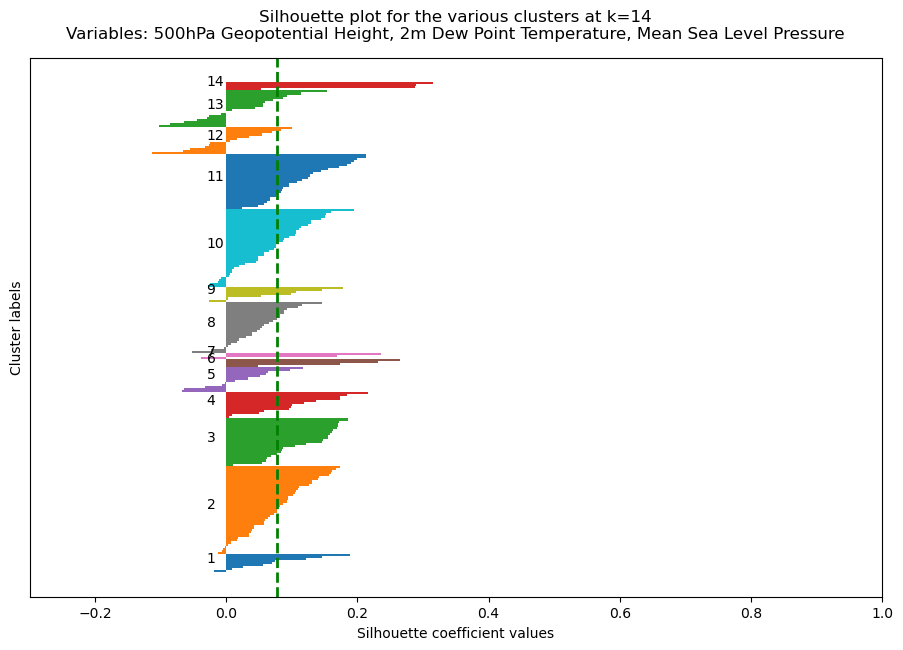 Silhouette plot for the various clusters at k=14
Variables: 500hPa Geopotential Height, 2m Dew Point Temperature, Mean Sea Level Pressure
Cluster labels
14
13
12
11
10
9
8
7
6
5
4
3
2
1
−0.2 0.0 0.2 0.4 0.6 0.8 1.0
Silhouette coefficient values